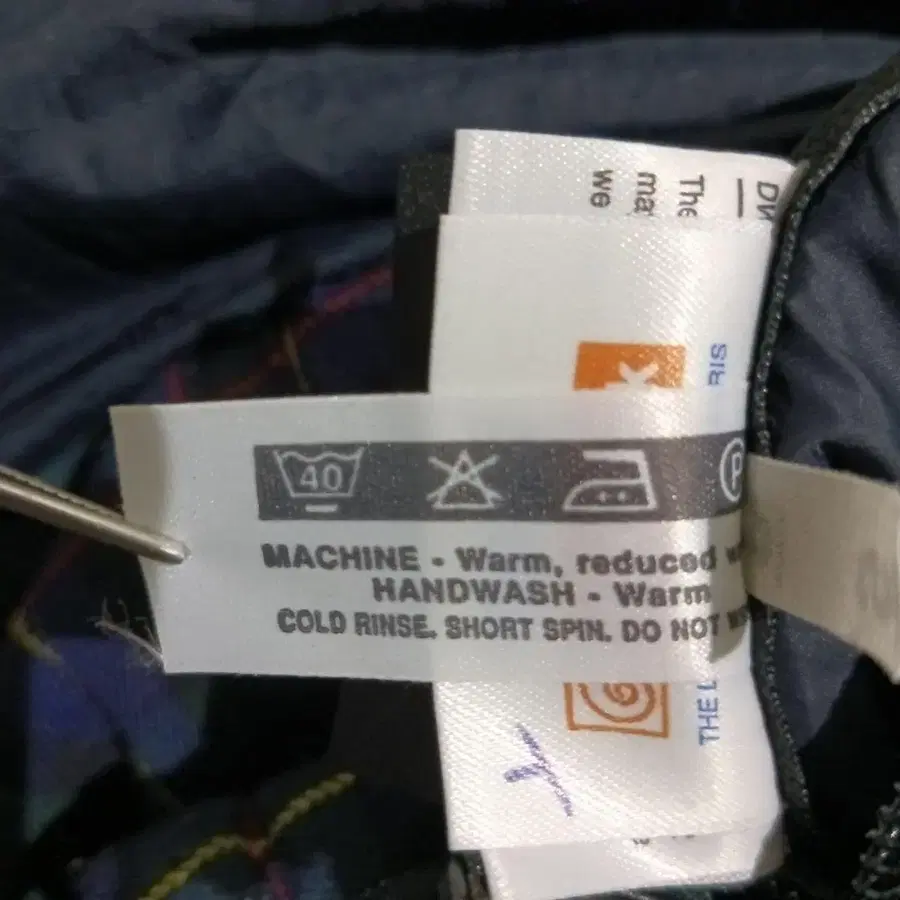 The
we
RIS
40
P
MACHINE - Warm, reduced
HANDWASH - Warm
COLD RINSE. SHORT SPIN. DO NOT
THE